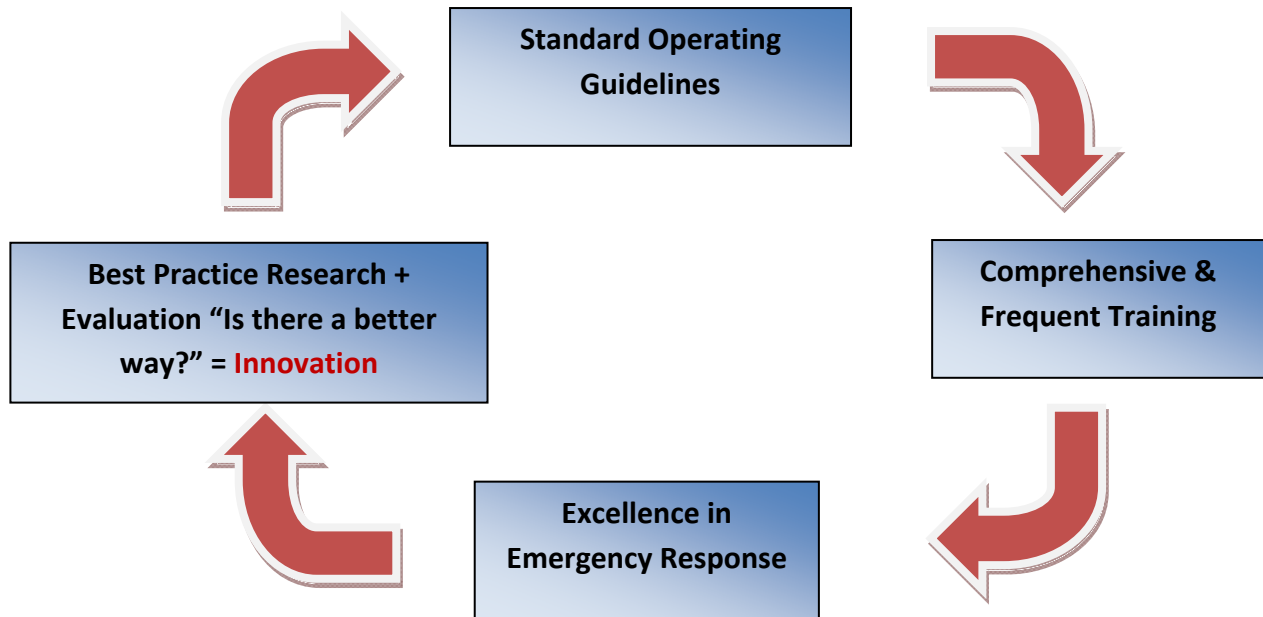 Standard Operating
Guidelines
Best Practice Research +
Evaluation “Is there a better
way?” = Innovation
Comprehensive &
Frequent Training
Excellence in
Emergency Response